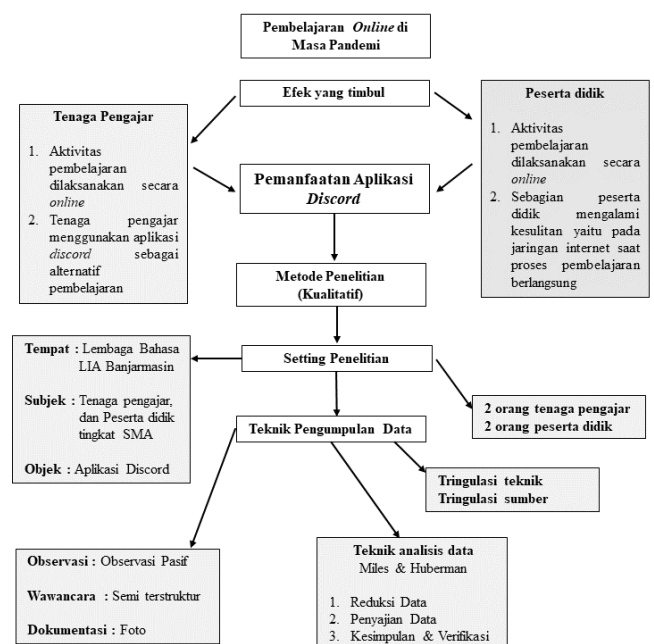 Pembelajaran Online di
Masa Pandemi
Efek yang timbul
Tenaga Pengajar
1. Aktivitas
pembelajaran
dilaksanakan secara
online
2. Tenaga pengajar
menggunakan aplikasi
discord sebagai
alternatif
pembelajaran
Peserta didik
1. Aktivitas
pembelajaran
dilaksanakan secara
online
2. Sebagian peserta
didik mengalami
kesulitan yaitu pada
jaringan internet saat
proses pembelajaran
berlangsung
Pemanfaatan Aplikasi
Discord
Metode Penelitian
(Kualitatif)
Setting Penelitian
Tempat : Lembaga Bahasa
LIA Banjarmasin
Subjek : Tenaga pengajar,
dan Peserta didik
tingkat SMA
Objek : Aplikasi Discord
2 orang tenaga pengajar
2 orang peserta didik
Teknik Pengumpulan Data
Tringulasi teknik
Tringulasi sumber
Observasi : Observasi Pasif
Wawancara : Semi terstruktur
Dokumentasi : Foto
Teknik analisis data
Miles & Huberman
1. Reduksi Data
2. Penyajian Data
3. Kesimpulan & Verifikasi